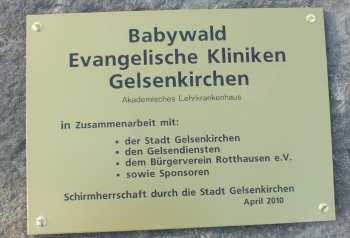 Babywald
Evangelische Kliniken
Gelsenkirchen
Akademisches Lehrkrankenhaus
in Zusammenarbeit mit:
• der Stadt Gelsenkirchen
• den Gelsendiensten
• dem Bürgerverein Rotthausen e.V.
• sowie Sponsoren
Schirmherrschaft durch die Stadt Gelsenkirchen
April 2010